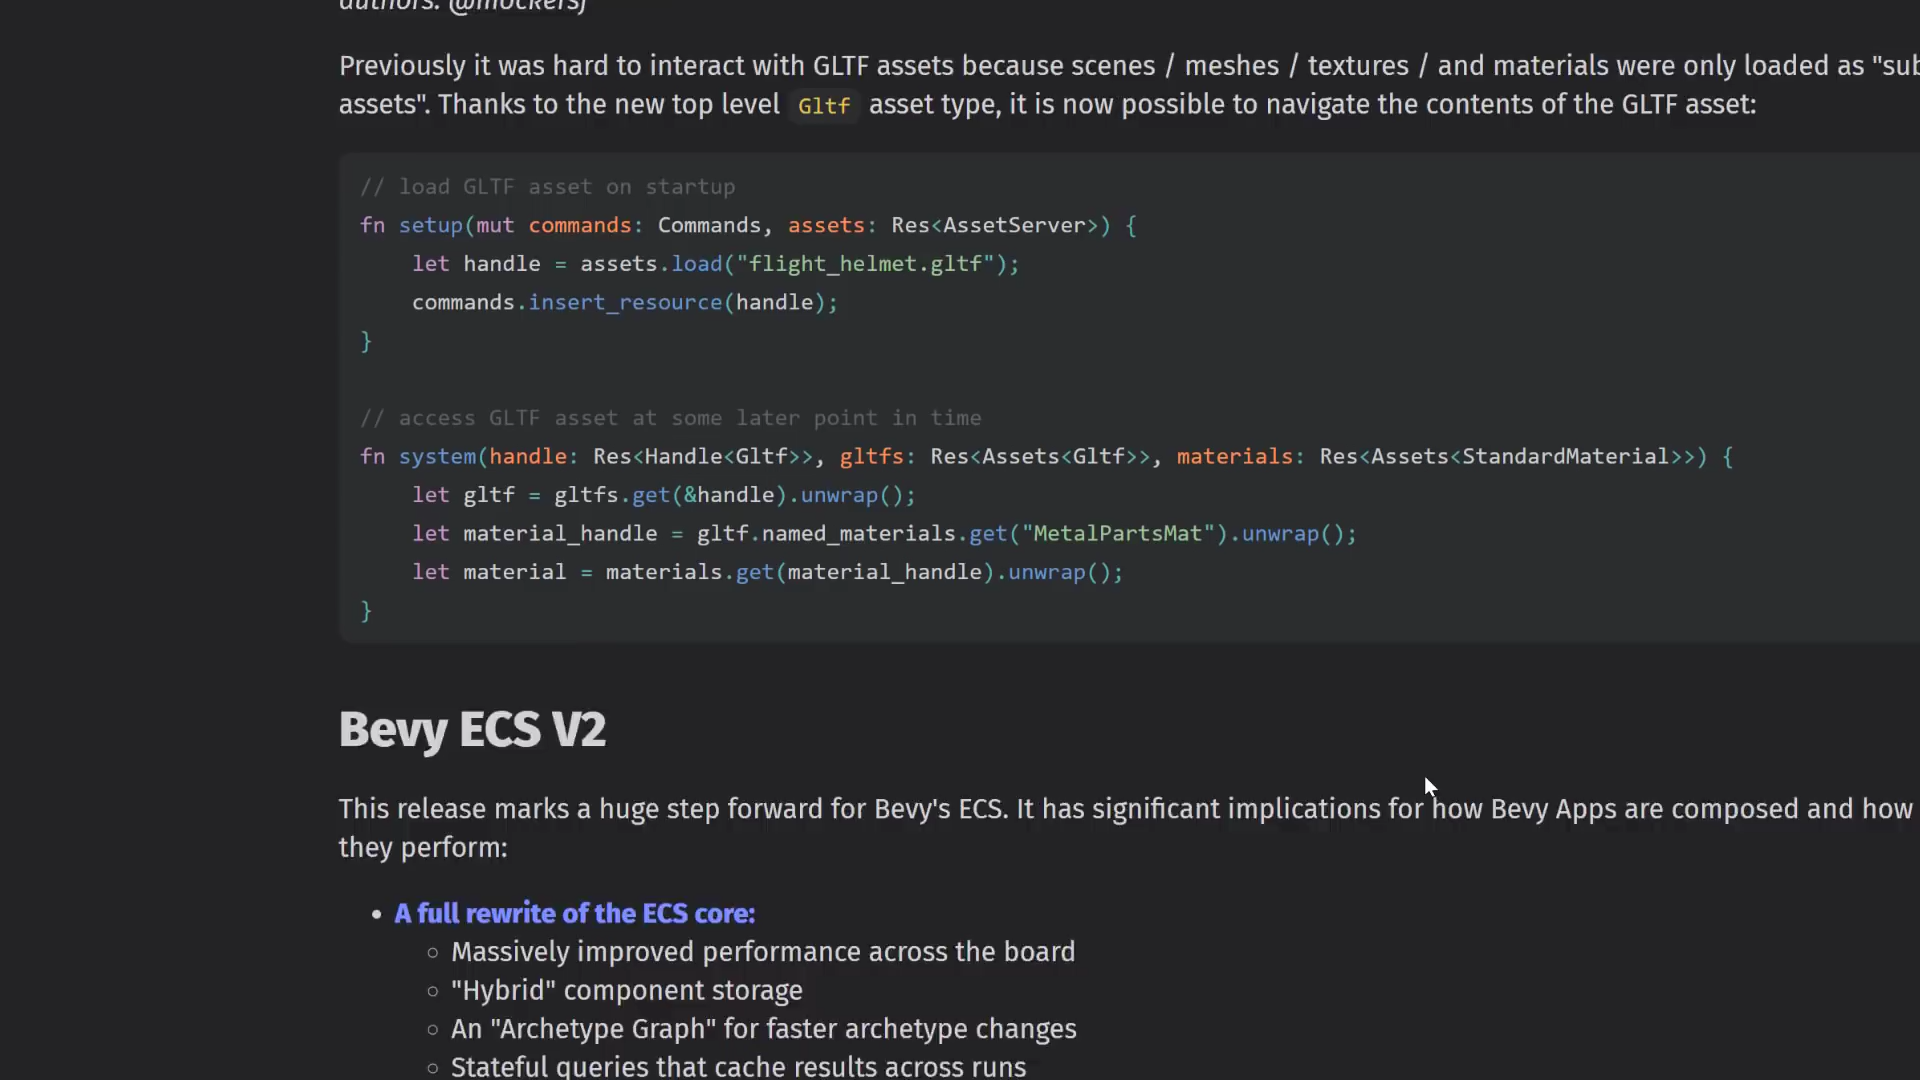 authors: @mockersf
Previously it was hard to interact with GLTF assets because scenes / meshes / textures / and materials were only loaded as "sub
assets". Thanks to the new top level Gltf asset type, it is now possible to navigate the contents of the GLTF asset:
// load GLTF asset on startup
fn setup(mut commands: Commands, assets: Res<AssetServer>) {
    let handle = assets.load("flight_helmet.gltf");
    commands.insert_resource(handle);
}
// access GLTF asset at some later point in time
fn system(handle: Res<Handle<Gltf>>, gltfs: Res<Assets<Gltf>>, materials: Res<Assets<StandardMaterial>>) {
    let gltf = gltfs.get(&handle).unwrap();
    let material_handle = gltf.named_materials.get("MetalPartsMat").unwrap();
    let material = materials.get(material_handle).unwrap();
}
Bevy ECS V2
This release marks a huge step forward for Bevy's ECS. It has significant implications for how Bevy Apps are composed and how
they perform:
• A full rewrite of the ECS core:
○ Massively improved performance across the board
○ "Hybrid" component storage
○ An "Archetype Graph" for faster archetype changes
○ Stateful queries that cache results across runs